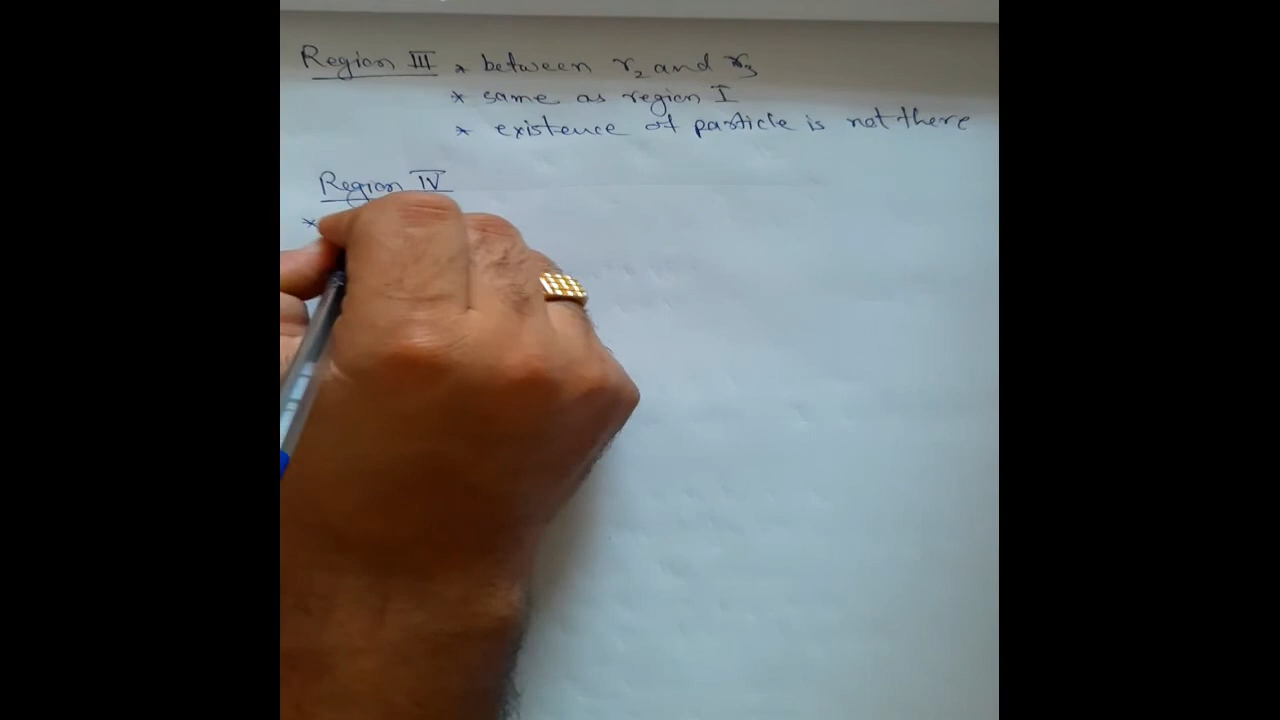 Region III * between r₂ and r₃
* same as region I
* existence of particle is not there
Region IV
*